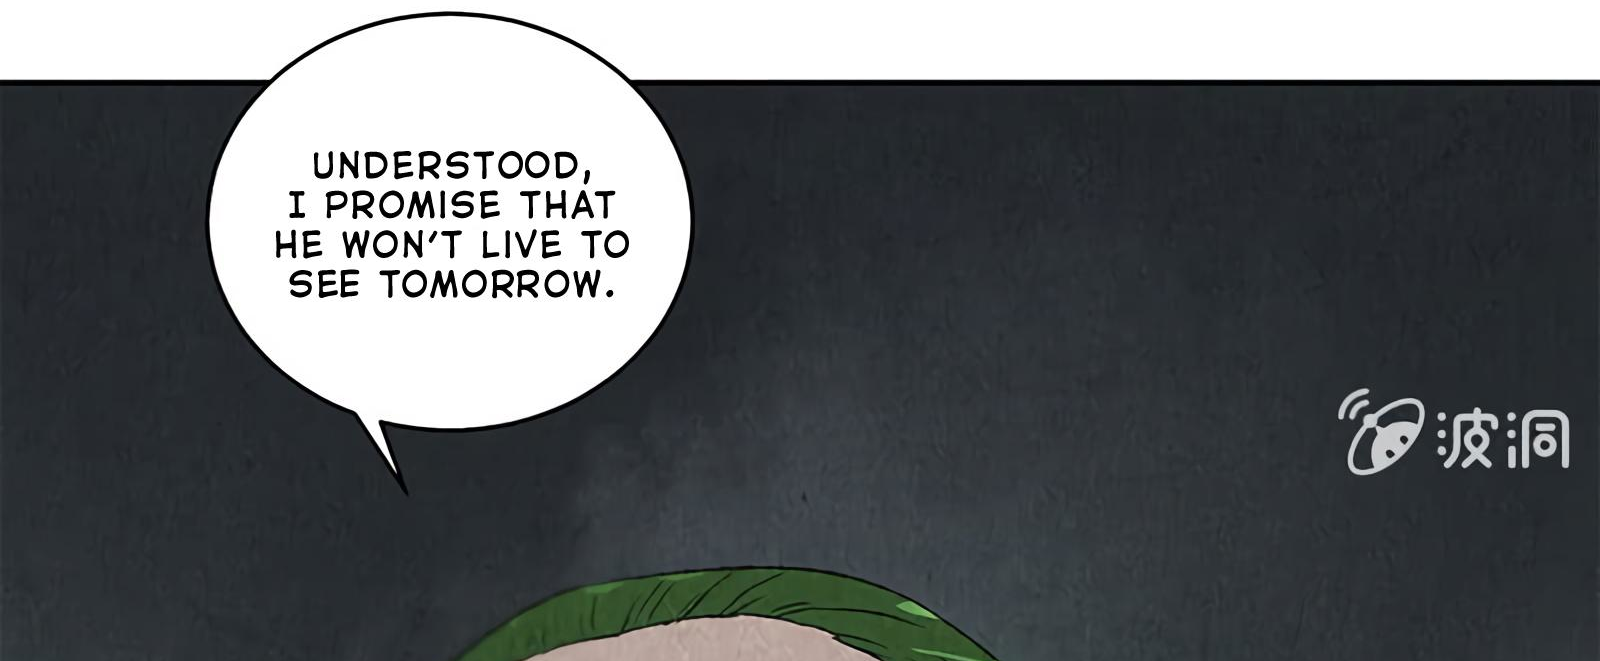 UNDERSTOOD,
I PROMISE THAT
HE WON'T LIVE TO
SEE TOMORROW.
波洞